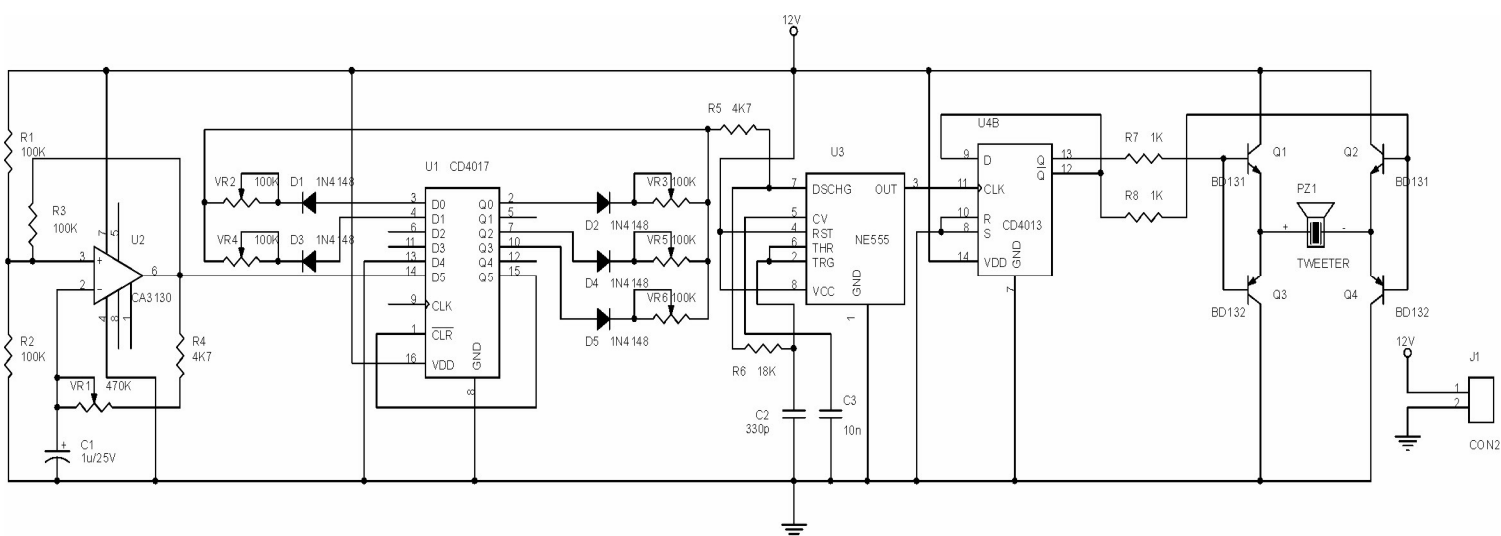 12V
R1
100K
R3
100K
7
5
U2
3
+
2
−
6
CA3130
4
8
1
R2
100K
R4
4K7
VR1
470K
+
C1
1u/25V
U1 CD4017
VR2 100K
D1 1N4148
VR4 100K
D3 1N4148
3 D0 Q0 2
4 D1 Q1 5
6 D2 Q2 7
11 D3 Q3 10
13 D4 Q4 12
14 D5 Q5 15
9 CLK
1 CLR
16 VDD
GND
8
D2 1N4148
VR3 100K
D4 1N4148
VR5 100K
D5 1N4148
VR6 100K
R5 4K7
U3
7 DSCHG OUT 3
5 CV
4 RST
NE555
6 THR
2 TRG
8 VCC
GND
1
R6 18K
C2
330p
C3
10n
U4B
9 D Q 13
Q 12
11 CLK
10 R
8 S
CD4013
14 VDD
GND
7
R7 1K
R8 1K
Q1
BD131
Q2
BD131
PZ1
+ -
TWEETER
Q3
BD132
Q4
BD132
12V
J1
1
2
CON2